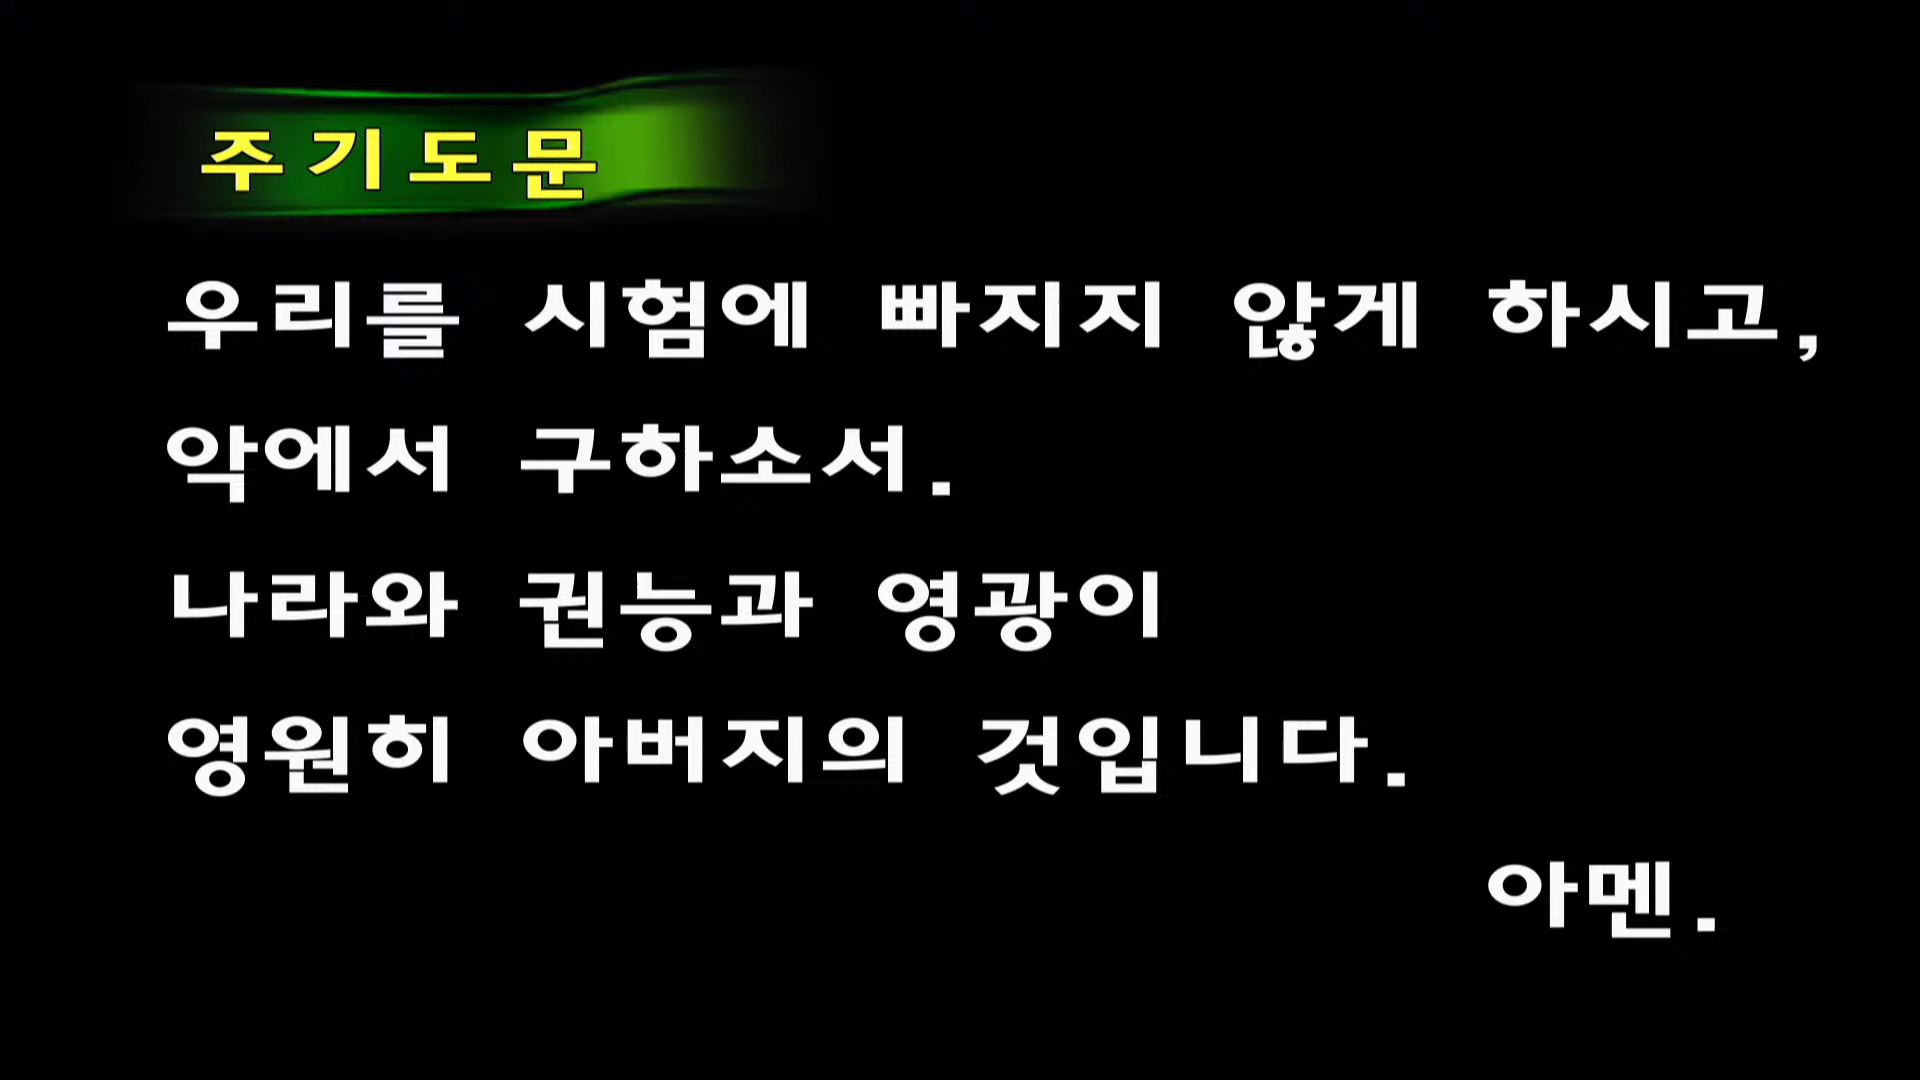 주기도문
우리를 시험에 빠지지 않게 하시고,
악에서 구하소서.
나라와 권능과 영광이
영원히 아버지의 것입니다.
아멘.